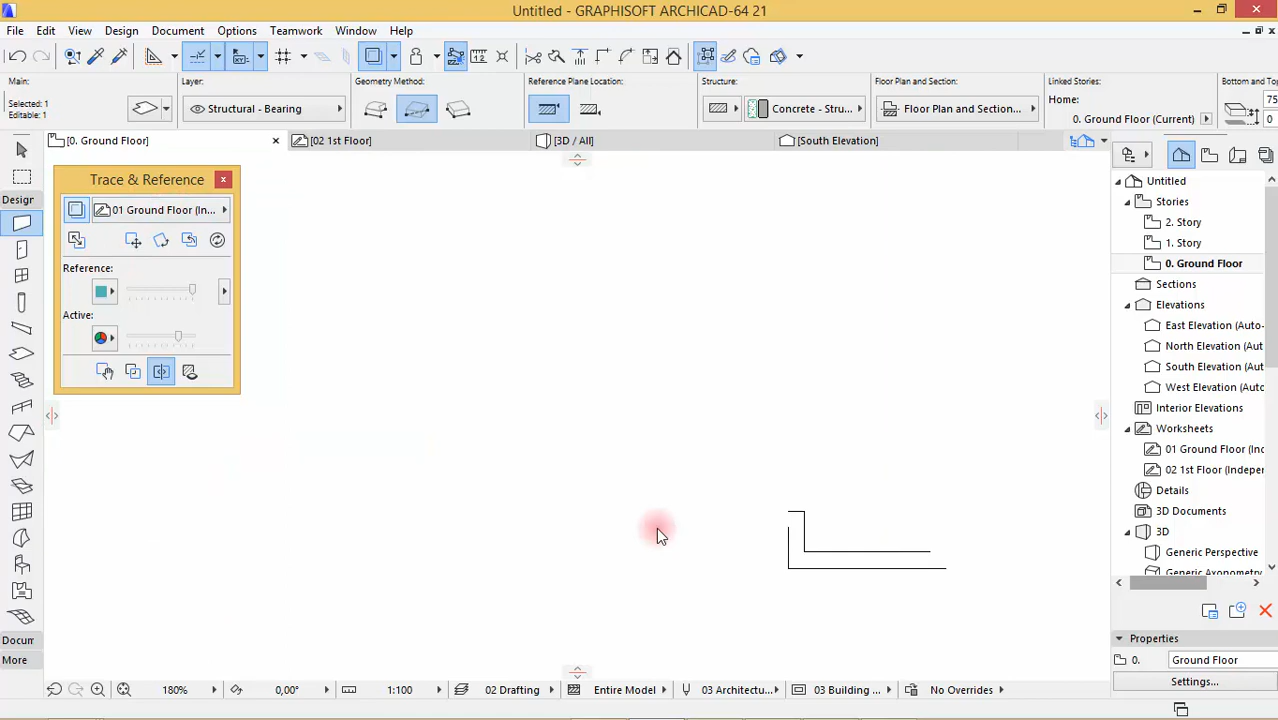 Untitled - GRAPHISOFT ARCHICAD-64 21
File Edit View Design Document Options Teamwork Window Help
Main:
Selected: 1
Editable: 1
Layer:
Structural - Bearing
Geometry Method:
Reference Plane Location:
Structure:
Concrete - Stru...
Floor Plan and Section:
Floor Plan and Section...
Linked Stories:
Home:
0. Ground Floor (Current)
Bottom and To
75
0
[0. Ground Floor]
[02 1st Floor]
[3D / All]
[South Elevation]
Design
Trace & Reference
01 Ground Floor (In...
Reference:
Active:
Docum
More
Untitled
Stories
2. Story
1. Story
0. Ground Floor
Sections
Elevations
East Elevation (Auto-
North Elevation (Aut
South Elevation (Aut
West Elevation (Auto
Interior Elevations
Worksheets
01 Ground Floor (Ind
02 1st Floor (Indeper
Details
3D Documents
3D
Generic Perspective
Generic Axonometry
Properties
0.
Ground Floor
Settings...
180%
0,00°
1:100
02 Drafting
Entire Model
03 Architectu...
03 Building ...
No Overrides